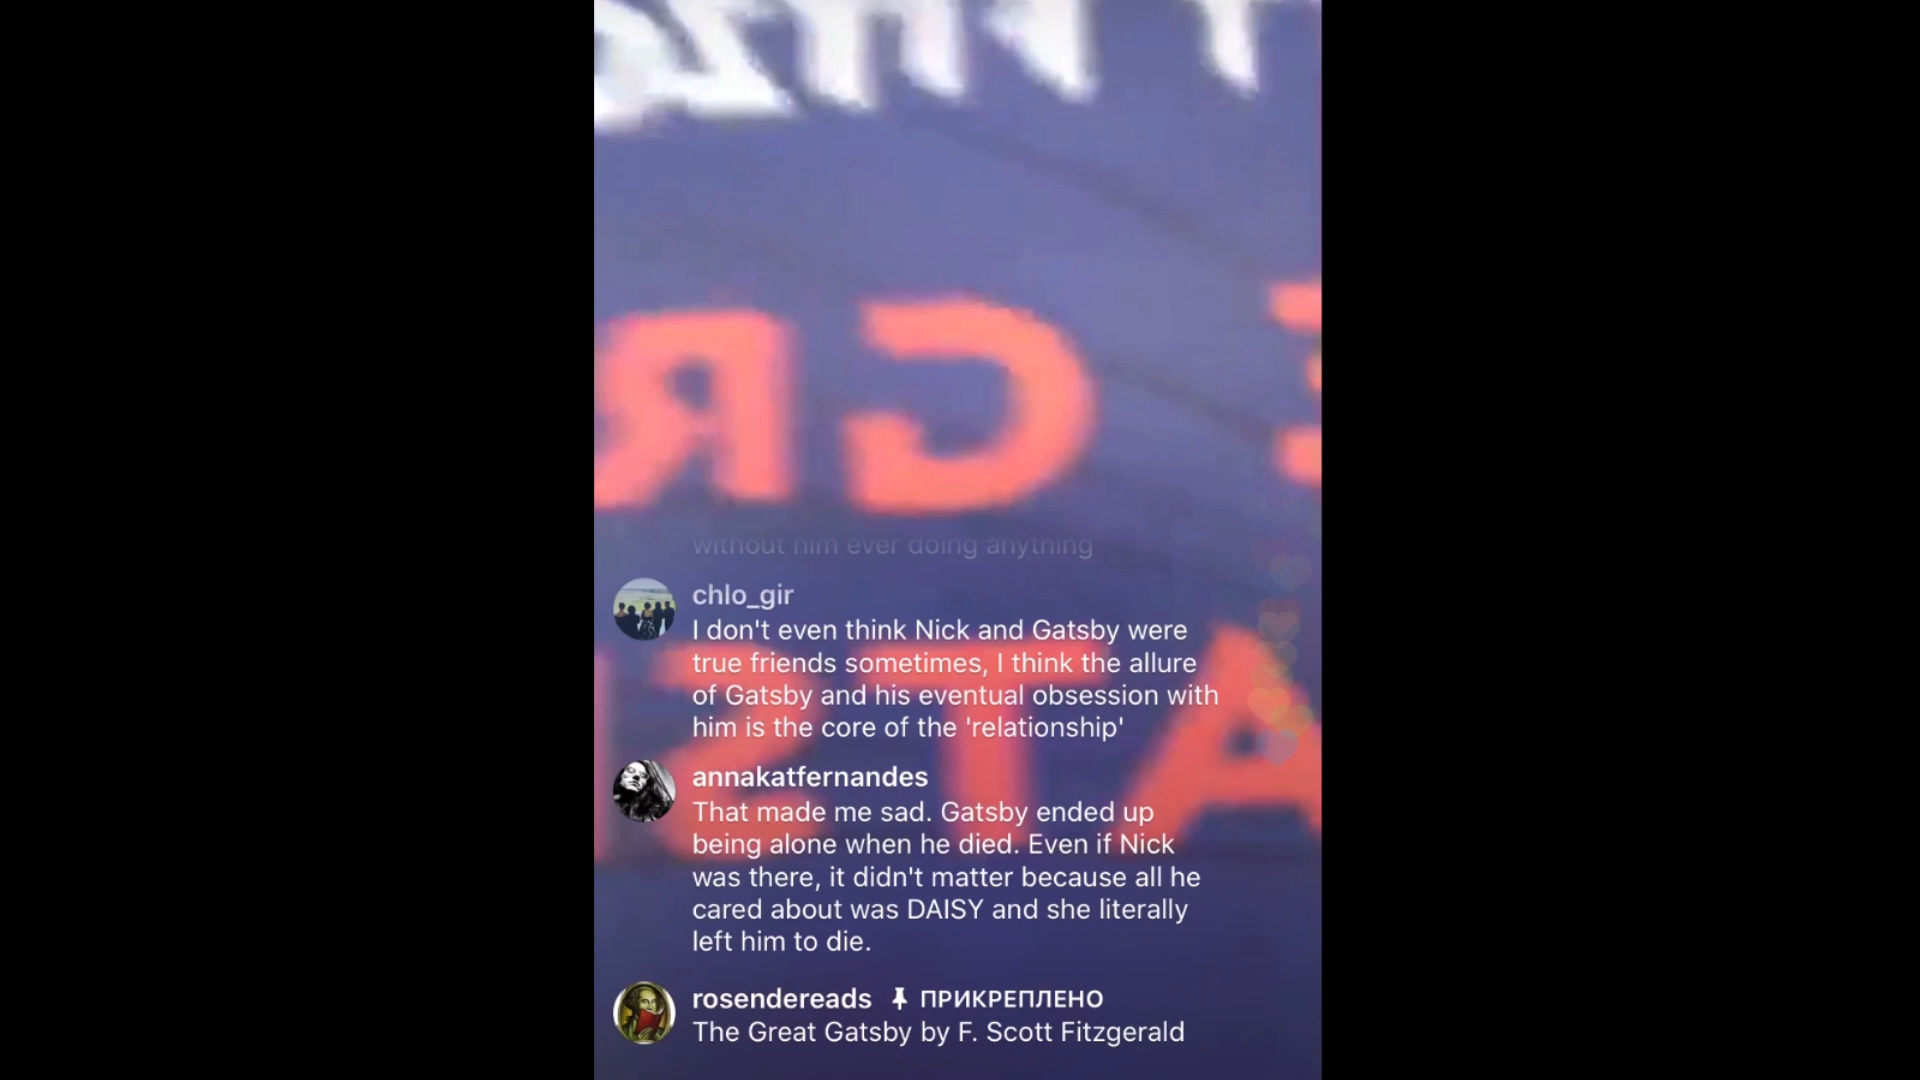 without him ever doing anything
chlo_gir
I don't even think Nick and Gatsby were
true friends sometimes, I think the allure
of Gatsby and his eventual obsession with
him is the core of the 'relationship'
annakatfernandes
That made me sad. Gatsby ended up
being alone when he died. Even if Nick
was there, it didn't matter because all he
cared about was DAISY and she literally
left him to die.
rosendereads ПРИКРЕПЛЕНО
The Great Gatsby by F. Scott Fitzgerald